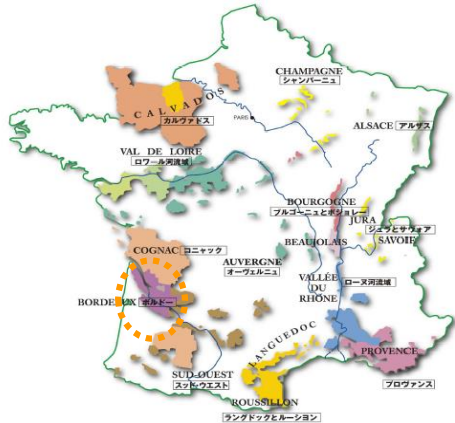 CHAMPAGNE
シャンパーニュ
CALVADOS
カルヴァドス
PARIS
ALSACE アルザス
VAL DE LOIRE
ロワール河流域
BOURGOGNE
ブルゴーニュとボジョレー
JURA
ジュラとサヴォア
SAVOIE
BEAUJOLAIS
COGNAC コニャック
AUVERGNE
オーヴェルニュ
VALLÉE
DU
RHÔNE
ローヌ河流域
BORDEAUX ボルドー
LANGUEDOC
PROVENCE
プロヴァンス
SUD-OUEST
スッド・ウエスト
ROUSSILLON
ラングドックとルーシヨン